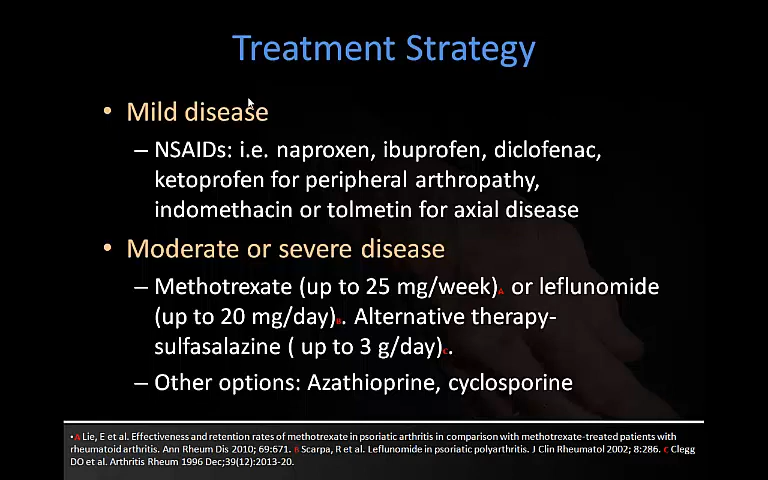 Treatment Strategy
• Mild disease
– NSAIDs: i.e. naproxen, ibuprofen, diclofenac,
ketoprofen for peripheral arthropathy,
indomethacin or tolmetin for axial disease
• Moderate or severe disease
– Methotrexate (up to 25 mg/week)A or leflunomide
(up to 20 mg/day)B. Alternative therapy-
sulfasalazine ( up to 3 g/day)C.
– Other options: Azathioprine, cyclosporine
•A Lie, E et al. Effectiveness and retention rates of methotrexate in psoriatic arthritis in comparison with methotrexate-treated patients with
rheumatoid arthritis. Ann Rheum Dis 2010; 69:671. B Scarpa, R et al. Leflunomide in psoriatic polyarthritis. J Clin Rheumatol 2002; 8:286. C Clegg
DO et al. Arthritis Rheum 1996 Dec;39(12):2013-20.